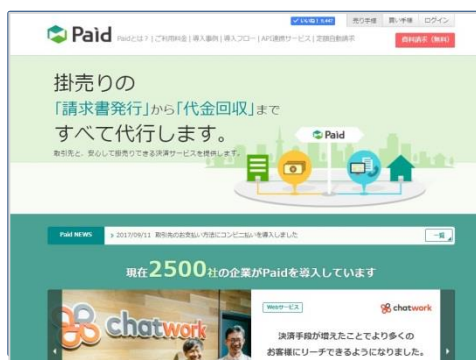 いいね！
売り手様 買い手様 ログイン
Paid
Paidとは？ | ご利用料金 | 導入事例 | 導入フロー | API連携サービス | 定額自動請求
資料請求（無料）
掛売りの
「請求書発行」から「代金回収」まで
すべて代行します。
取引先と、安心して掛売りできる決済サービスを提供します。
Paid
Paid NEWS
2017/09/11 取引先のお支払い方法にコンビニ払いを導入しました
一覧
現在2500社の企業がPaidを導入しています
chatwork
Webサービス
chatwork
決済手段が増えたことでより多くの
お客様にリーチできるようになりました。